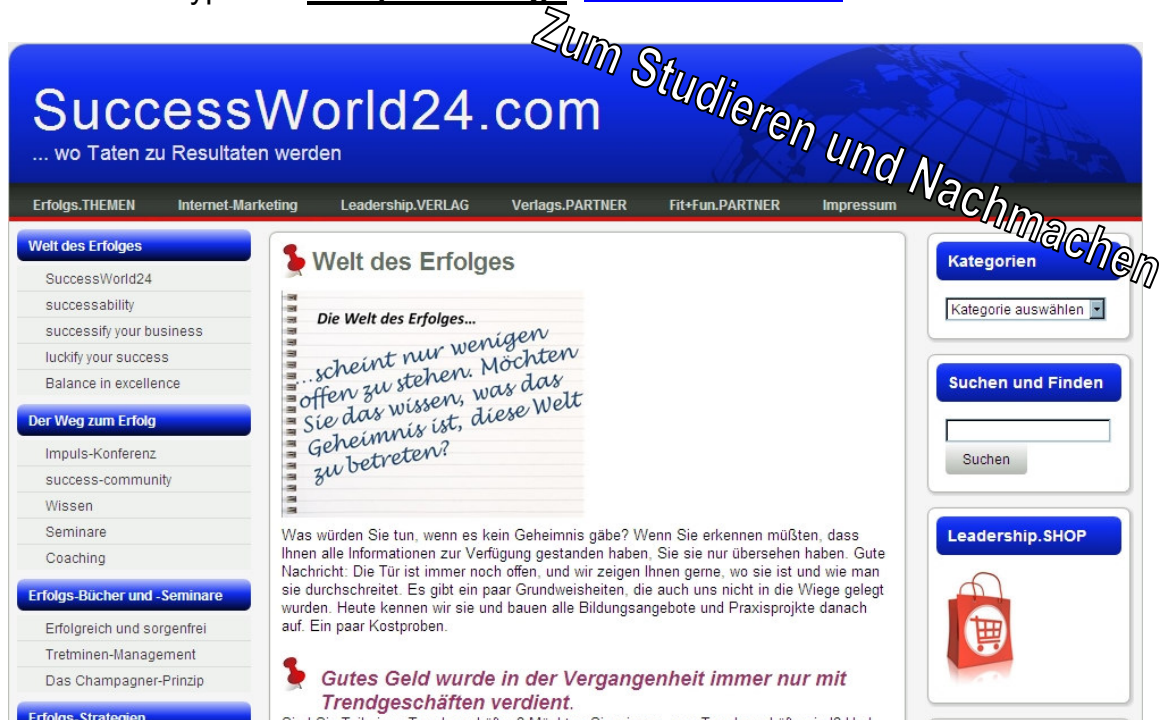 Zum Studieren und Nachmachen
SuccessWorld24.com
... wo Taten zu Resultaten werden
Erfolgs.THEMEN Internet-Marketing Leadership.VERLAG Verlags.PARTNER Fit+Fun.PARTNER Impressum
Welt des Erfolges
SuccessWorld24
successability
successify your business
luckify your success
Balance in excellence
Der Weg zum Erfolg
Impuls-Konferenz
success-community
Wissen
Seminare
Coaching
Erfolgs-Bücher und -Seminare
Erfolgreich und sorgenfrei
Tretminen-Management
Das Champagner-Prinzip
Erfolgs-Strategien
Welt des Erfolges
Die Welt des Erfolges...
...scheint nur wenigen
offen zu stehen. Möchten
Sie das wissen, was das
Geheimnis ist, diese Welt
zu betreten?
Was würden Sie tun, wenn es kein Geheimnis gäbe? Wenn Sie erkennen müßten, dass
Ihnen alle Informationen zur Verfügung gestanden haben, Sie sie nur übersehen haben. Gute
Nachricht: Die Tür ist immer noch offen, und wir zeigen Ihnen gerne, wo sie ist und wie man
sie durchschreitet. Es gibt ein paar Grundweisheiten, die auch uns nicht in die Wiege gelegt
wurden. Heute kennen wir sie und bauen alle Bildungsangebote und Praxisprojkte danach
auf. Ein paar Kostproben.
Gutes Geld wurde in der Vergangenheit immer nur mit
Trendgeschäften verdient.
Kategorien
Kategorie auswählen
Suchen und Finden
Suchen
Leadership.SHOP